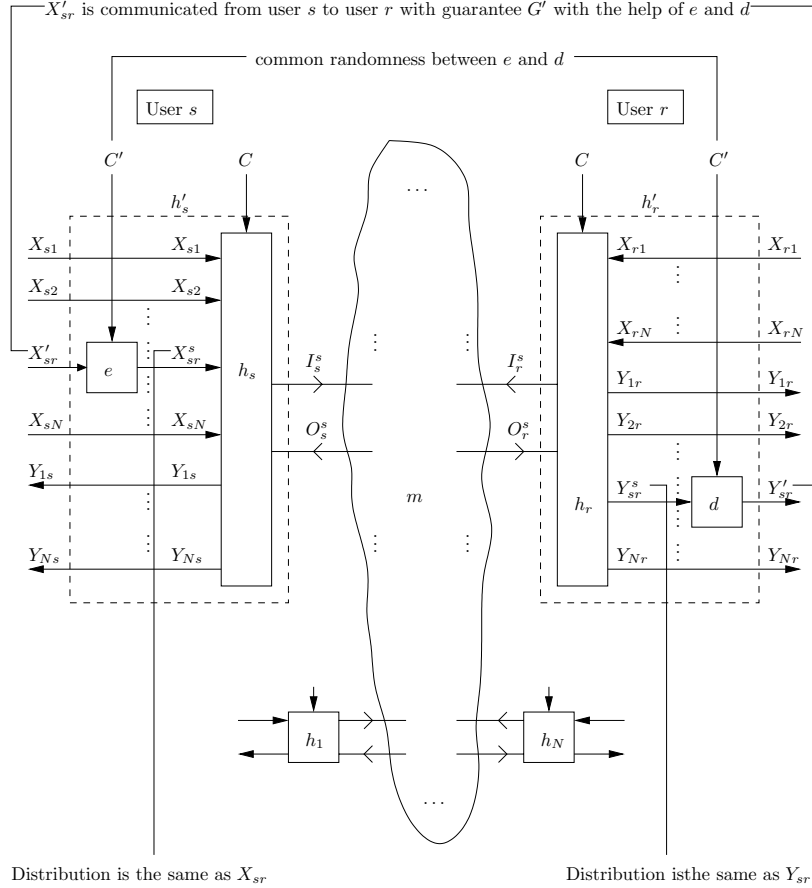 X′_{sr} is communicated from user s to user r with guarantee G′ with the help of e and d
common randomness between e and d
User s
User r
C′
C
C
C′
h′_s
h′_r
...
X_{s1}
X_{s1}
X_{r1}
X_{r1}
X_{s2}
X_{s2}
X′_{sr}
e
X^s_{sr}
h_s
I^s_s
I^s_r
X_{rN}
X_{rN}
Y_{1r}
Y_{1r}
X_{sN}
X_{sN}
O^s_s
O^s_r
Y_{2r}
Y_{2r}
Y_{1s}
Y_{1s}
m
h_r
Y^s_{sr}
d
Y′_{sr}
Y_{Ns}
Y_{Ns}
Y_{Nr}
Y_{Nr}
h_1
h_N
...
Distribution is the same as X_{sr}
Distribution isthe same as Y_{sr}